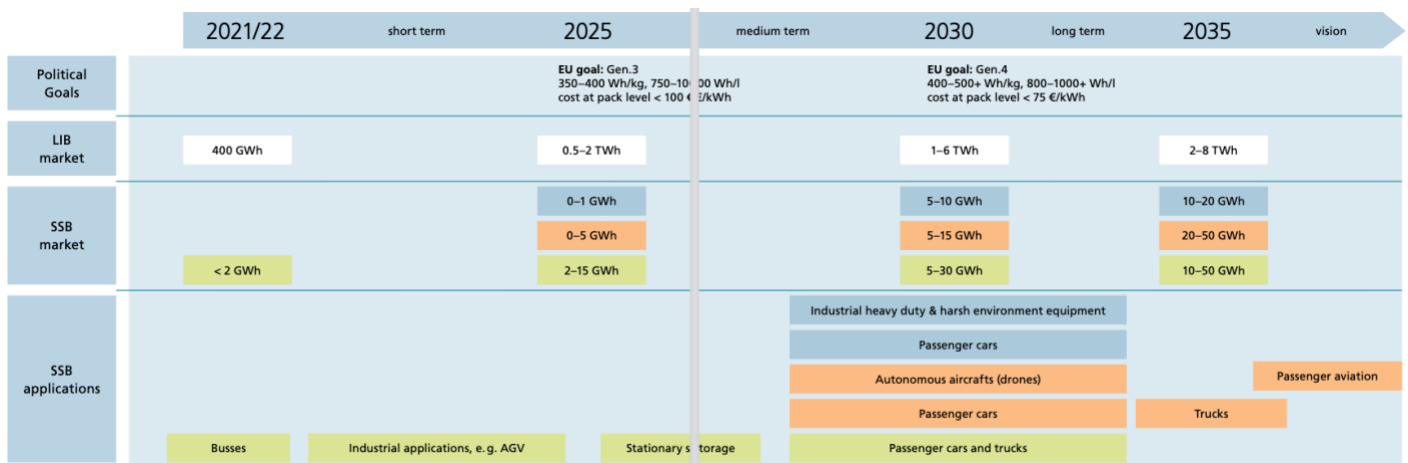 2021/22 short term 2025 medium term 2030 long term 2035 vision
Political
Goals
EU goal: Gen.3
350–400 Wh/kg, 750–10 00 Wh/l
cost at pack level < 100 € €/kWh
EU goal: Gen.4
400–500+ Wh/kg, 800–1000+ Wh/l
cost at pack level < 75 €/kWh
LIB
market
400 GWh 0.5–2 TWh 1–6 TWh 2–8 TWh
SSB
market
0–1 GWh 5–10 GWh 10–20 GWh
0–5 GWh 5–15 GWh 20–50 GWh
< 2 GWh 2–15 GWh 5–30 GWh 10–50 GWh
SSB
applications
Industrial heavy duty & harsh environment equipment
Passenger cars
Autonomous aircrafts (drones) Passenger aviation
Passenger cars Trucks
Busses Industrial applications, e. g. AGV Stationary s torage Passenger cars and trucks